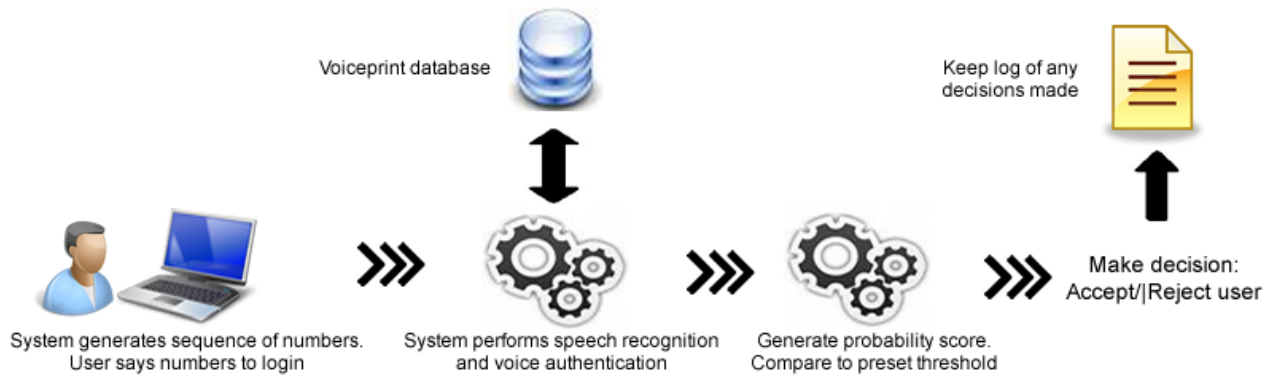 Voiceprint database
Keep log of any
decisions made
System generates sequence of numbers.
User says numbers to login
System performs speech recognition
and voice authentication
Generate probability score.
Compare to preset threshold
Make decision:
Accept/|Reject user